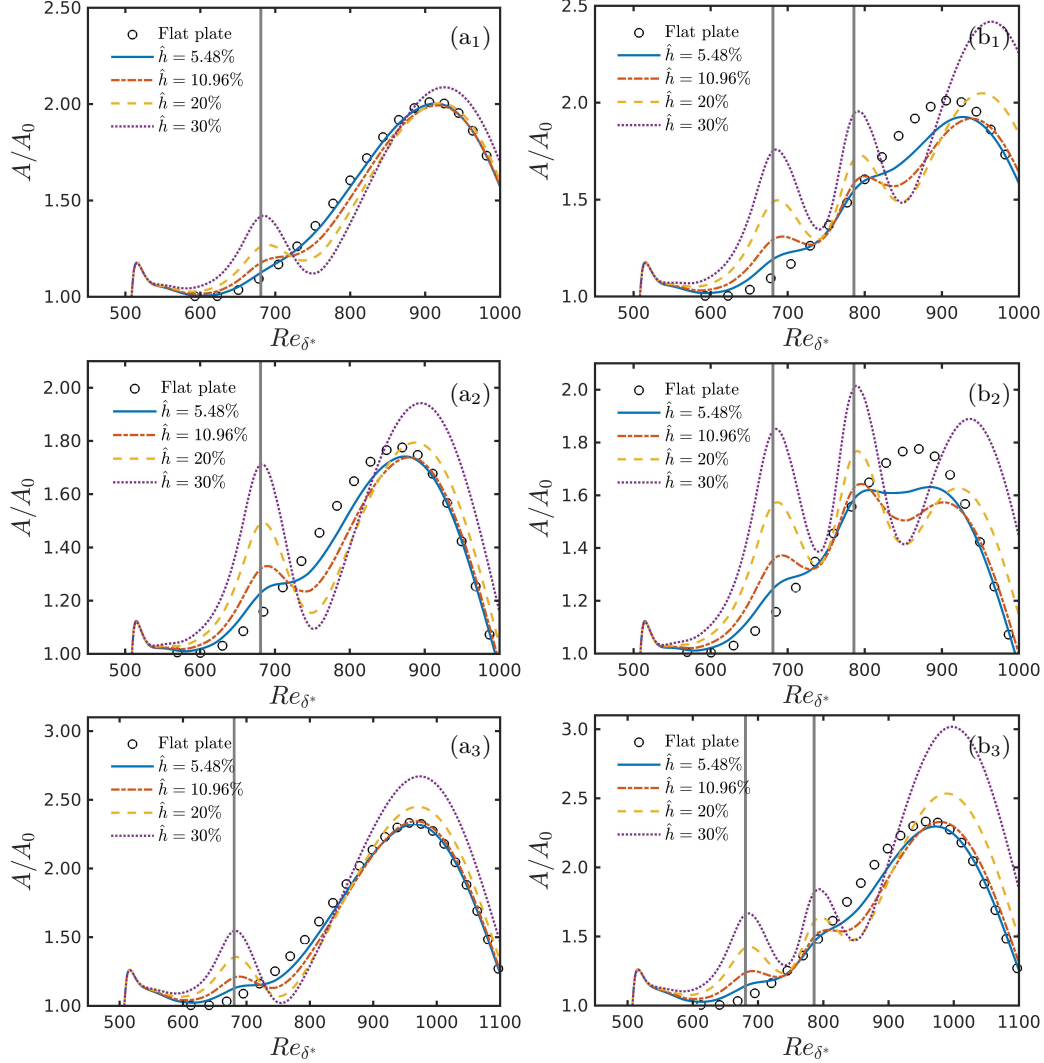 (a₁)
A/A₀
2.50
2.00
1.50
1.00
Flat plate
ĥ = 5.48%
ĥ = 10.96%
ĥ = 20%
ĥ = 30%
500 600 700 800 900 1000
Re_δ*
(b₁)
A/A₀
2.5
2.0
1.5
1.0
Flat plate
ĥ = 5.48%
ĥ = 10.96%
ĥ = 20%
ĥ = 30%
500 600 700 800 900 1000
Re_δ*
(a₂)
A/A₀
2.00
1.80
1.60
1.40
1.20
1.00
Flat plate
ĥ = 5.48%
ĥ = 10.96%
ĥ = 20%
ĥ = 30%
500 600 700 800 900 1000
Re_δ*
(b₂)
A/A₀
2.0
1.8
1.6
1.4
1.2
1.0
Flat plate
ĥ = 5.48%
ĥ = 10.96%
ĥ = 20%
ĥ = 30%
500 600 700 800 900 1000
Re_δ*
(a₃)
A/A₀
3.00
2.50
2.00
1.50
1.00
Flat plate
ĥ = 5.48%
ĥ = 10.96%
ĥ = 20%
ĥ = 30%
500 600 700 800 900 1000 1100
Re_δ*
(b₃)
A/A₀
3.0
2.5
2.0
1.5
1.0
Flat plate
ĥ = 5.48%
ĥ = 10.96%
ĥ = 20%
ĥ = 30%
500 600 700 800 900 1000 1100
Re_δ*